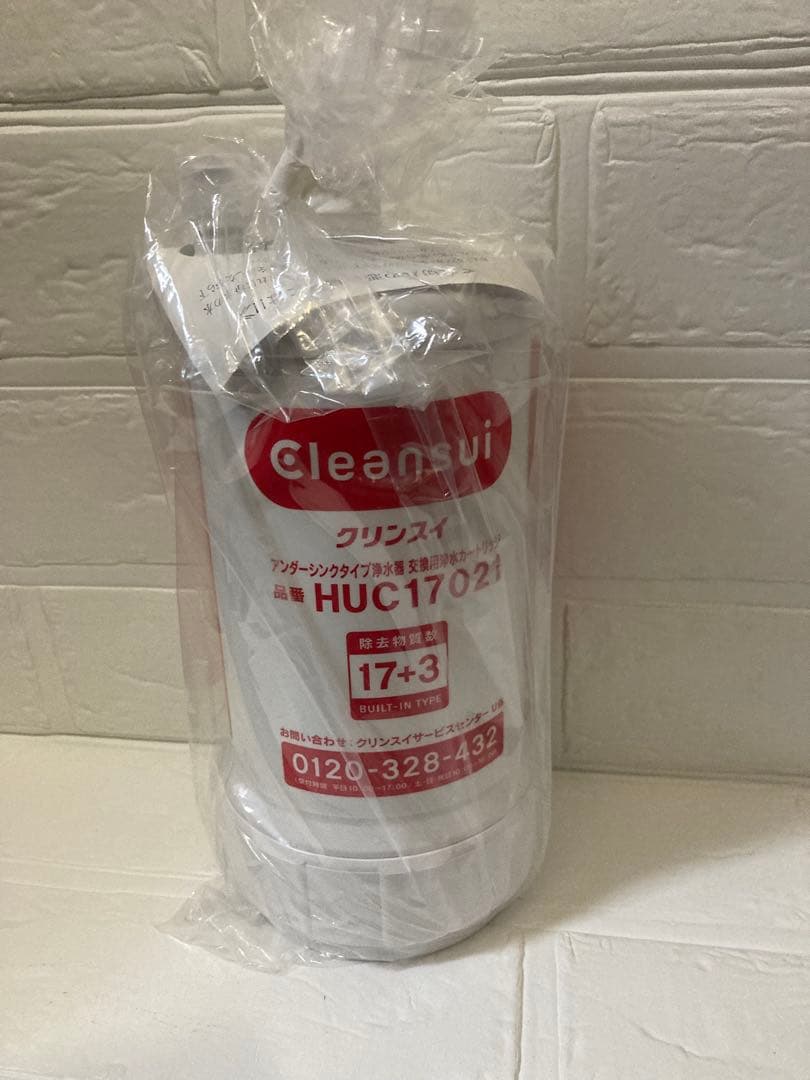 Cleansui
クリンスイ
アンダーシンクタイプ浄水器 交換用浄水カートリッジ
品番 HUC17021
除去物質数
17+3
BUILT-IN TYPE
お問い合わせ:クリンスイサービスセンター
0120-328-432